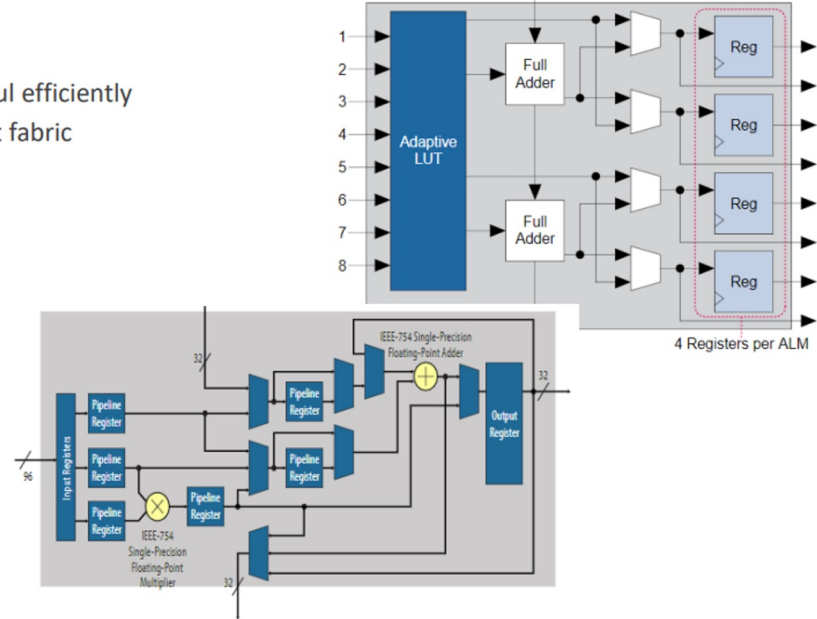 ul efficiently
fabric
1
2
3
4
5
6
7
8
Adaptive
LUT
Full
Adder
Full
Adder
Reg
Reg
Reg
Reg
4 Registers per ALM
32
96
Input Registers
Pipeline
Register
Pipeline
Register
Pipeline
Register
IEEE-754
Single-Precision
Floating-Point
Multiplier
Pipeline
Register
Pipeline
Register
Pipeline
Register
IEEE-754 Single-Precision
Floating-Point Adder
Output
Register
32
32